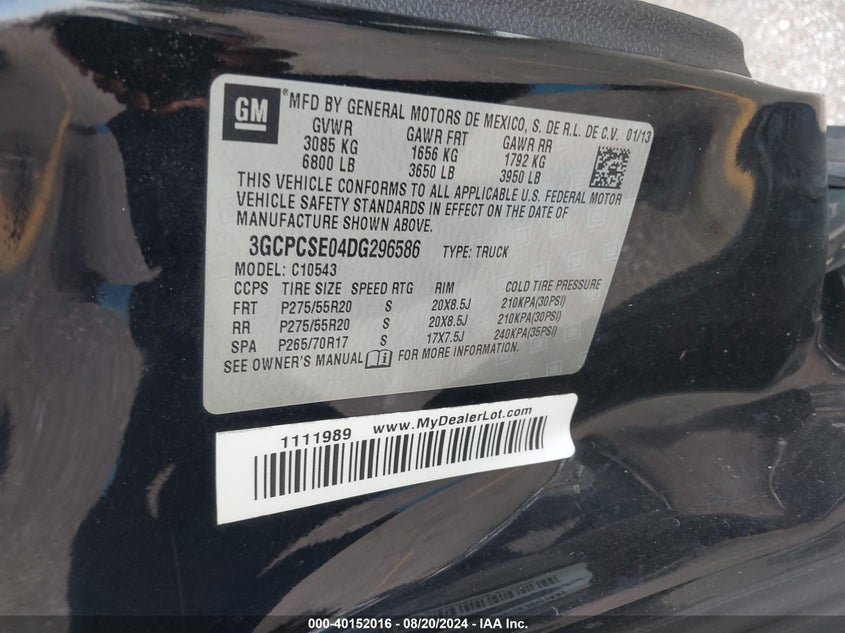 GM
® MFD BY GENERAL MOTORS DE MEXICO, S. DE R.L. DE C.V. 01/13
GVWR GAWR FRT GAWR RR
3085 KG 1656 KG 1792 KG
6800 LB 3650 LB 3950 LB
THIS VEHICLE CONFORMS TO ALL APPLICABLE U.S. FEDERAL MOTOR
VEHICLE SAFETY STANDARDS IN EFFECT ON THE DATE OF
MANUFACTURE SHOWN ABOVE.
3GCPCSE04DG296586 TYPE: TRUCK
MODEL: C10543
CCPS TIRE SIZE SPEED RTG RIM COLD TIRE PRESSURE
FRT P275/55R20 S 20X8.5J 210KPA(30PSI)
RR P275/55R20 S 20X8.5J 210KPA(30PSI)
SPA P265/70R17 S 17X7.5J 240KPA(35PSI)
SEE OWNER'S MANUAL FOR MORE INFORMATION.
1111989 www.MyDealerLot.com
000-40152016 - 08/20/2024 - IAA Inc.